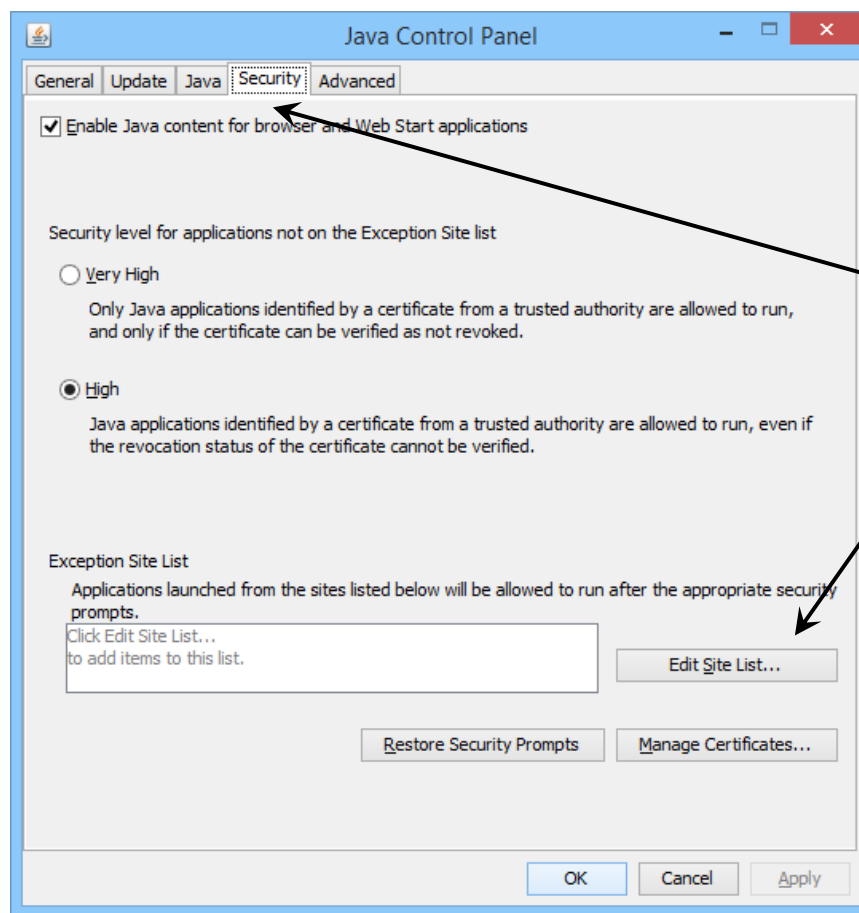 Java Control Panel
General Update Java Security Advanced
Enable Java content for browser and Web Start applications
Security level for applications not on the Exception Site list
Very High
Only Java applications identified by a certificate from a trusted authority are allowed to run,
and only if the certificate can be verified as not revoked.
High
Java applications identified by a certificate from a trusted authority are allowed to run, even if
the revocation status of the certificate cannot be verified.
Exception Site List
Applications launched from the sites listed below will be allowed to run after the appropriate security
prompts.
Click Edit Site List...
to add items to this list.
Edit Site List...
Restore Security Prompts Manage Certificates...
OK Cancel Apply